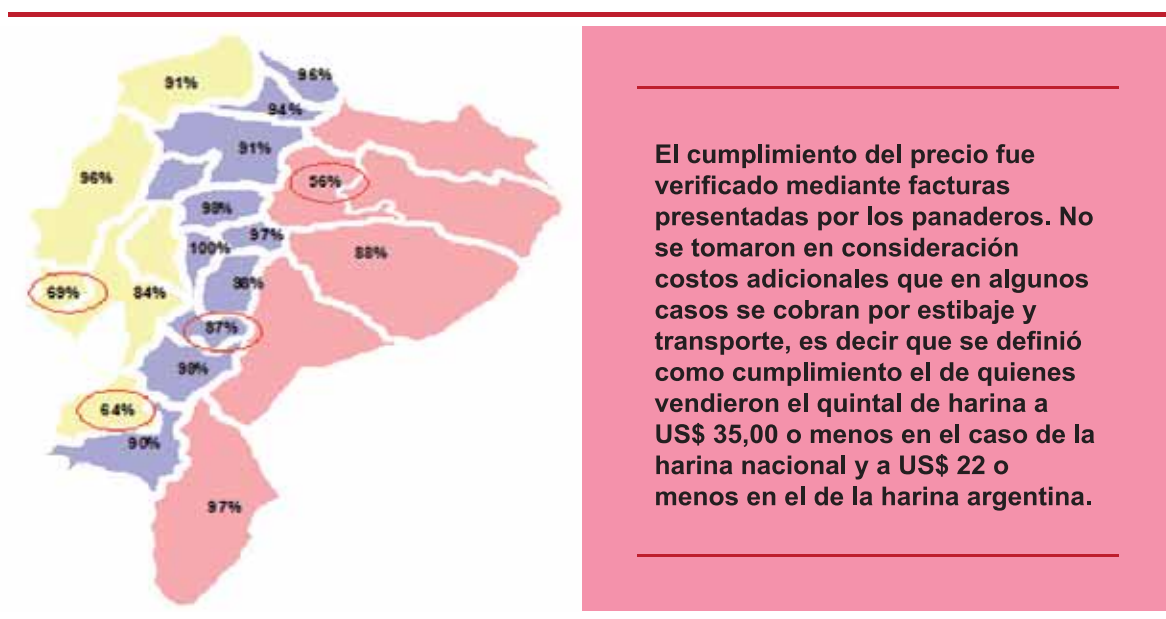 91%
96%
94%
91%
96%
56%
97%
100%
88%
69%
84%
87%
64%
90%
97%
El cumplimiento del precio fue
verificado mediante facturas
presentadas por los panaderos. No
se tomaron en consideración
costos adicionales que en algunos
casos se cobran por estibaje y
transporte, es decir que se definió
como cumplimiento el de quienes
vendieron el quintal de harina a
US$ 35,00 o menos en el caso de la
harina nacional y a US$ 22 o
menos en el de la harina argentina.